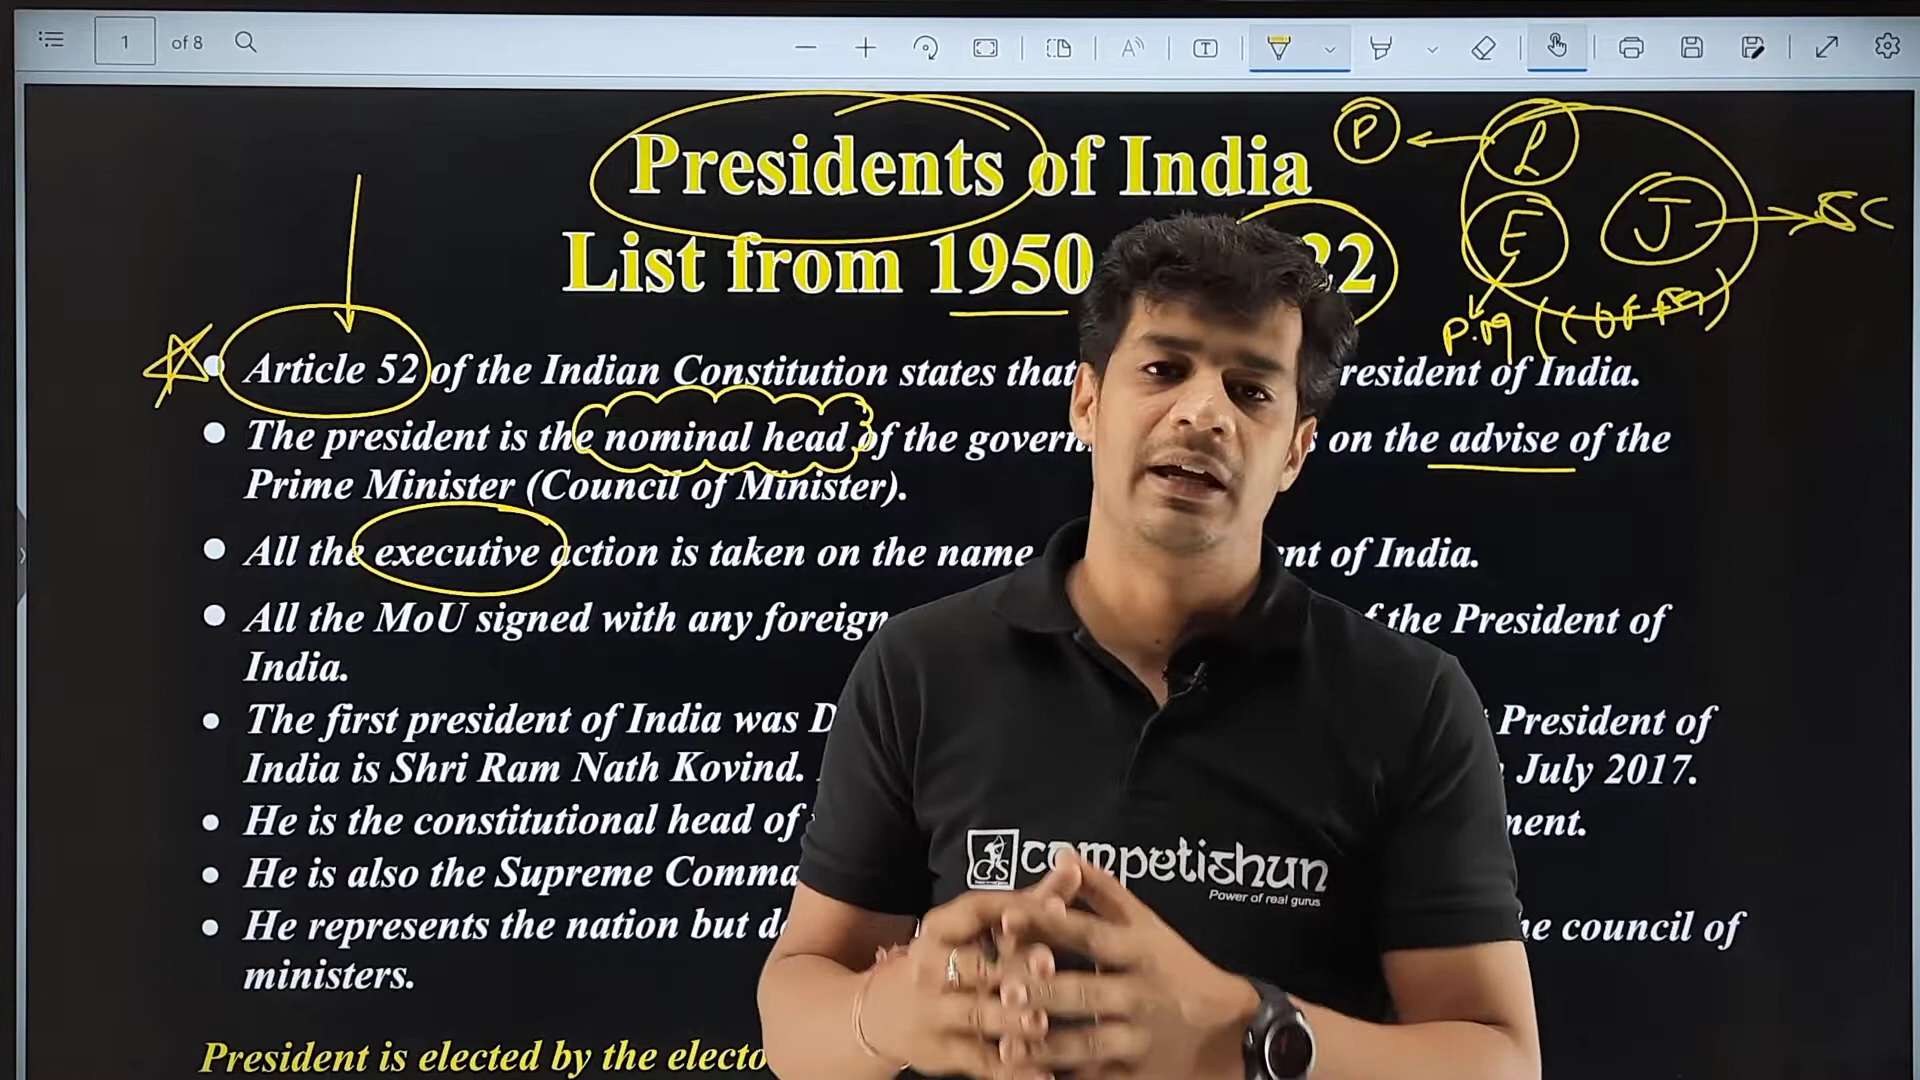 1 of 8
Presidents of India
List from 1950 22
P
L
E
J
SC
P.M
Article 52 of the Indian Constitution states that resident of India.
The president is the nominal head of the govern s on the advise of the
Prime Minister (Council of Minister).
All the executive action is taken on the name nt of India.
All the MoU signed with any foreign f the President of
India.
The first president of India was D President of
India is Shri Ram Nath Kovind. July 2017.
He is the constitutional head of ment.
He is also the Supreme Comma
He represents the nation but d he council of
ministers.
President is elected by the electo
competishun
CS
Power of real gurus